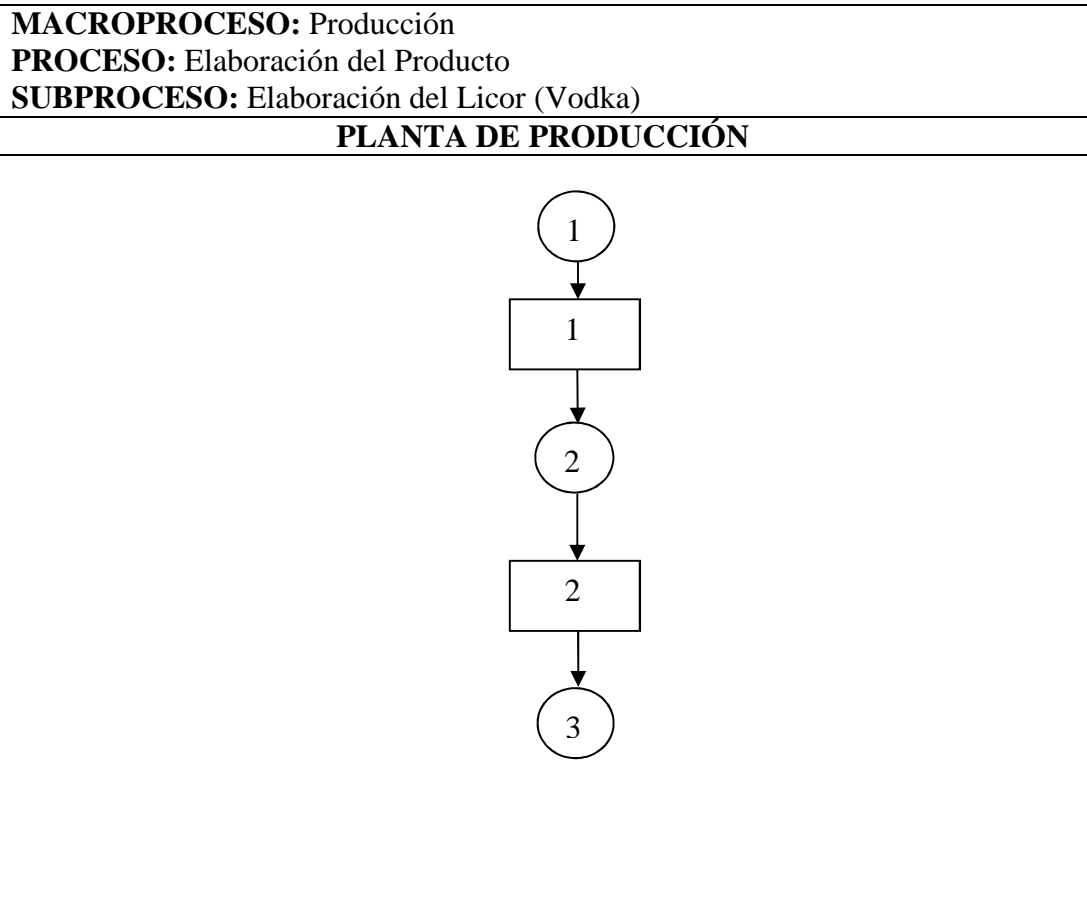 MACROPROCESO: Producción
PROCESO: Elaboración del Producto
SUBPROCESO: Elaboración del Licor (Vodka)
PLANTA DE PRODUCCIÓN
1
1
2
2
3